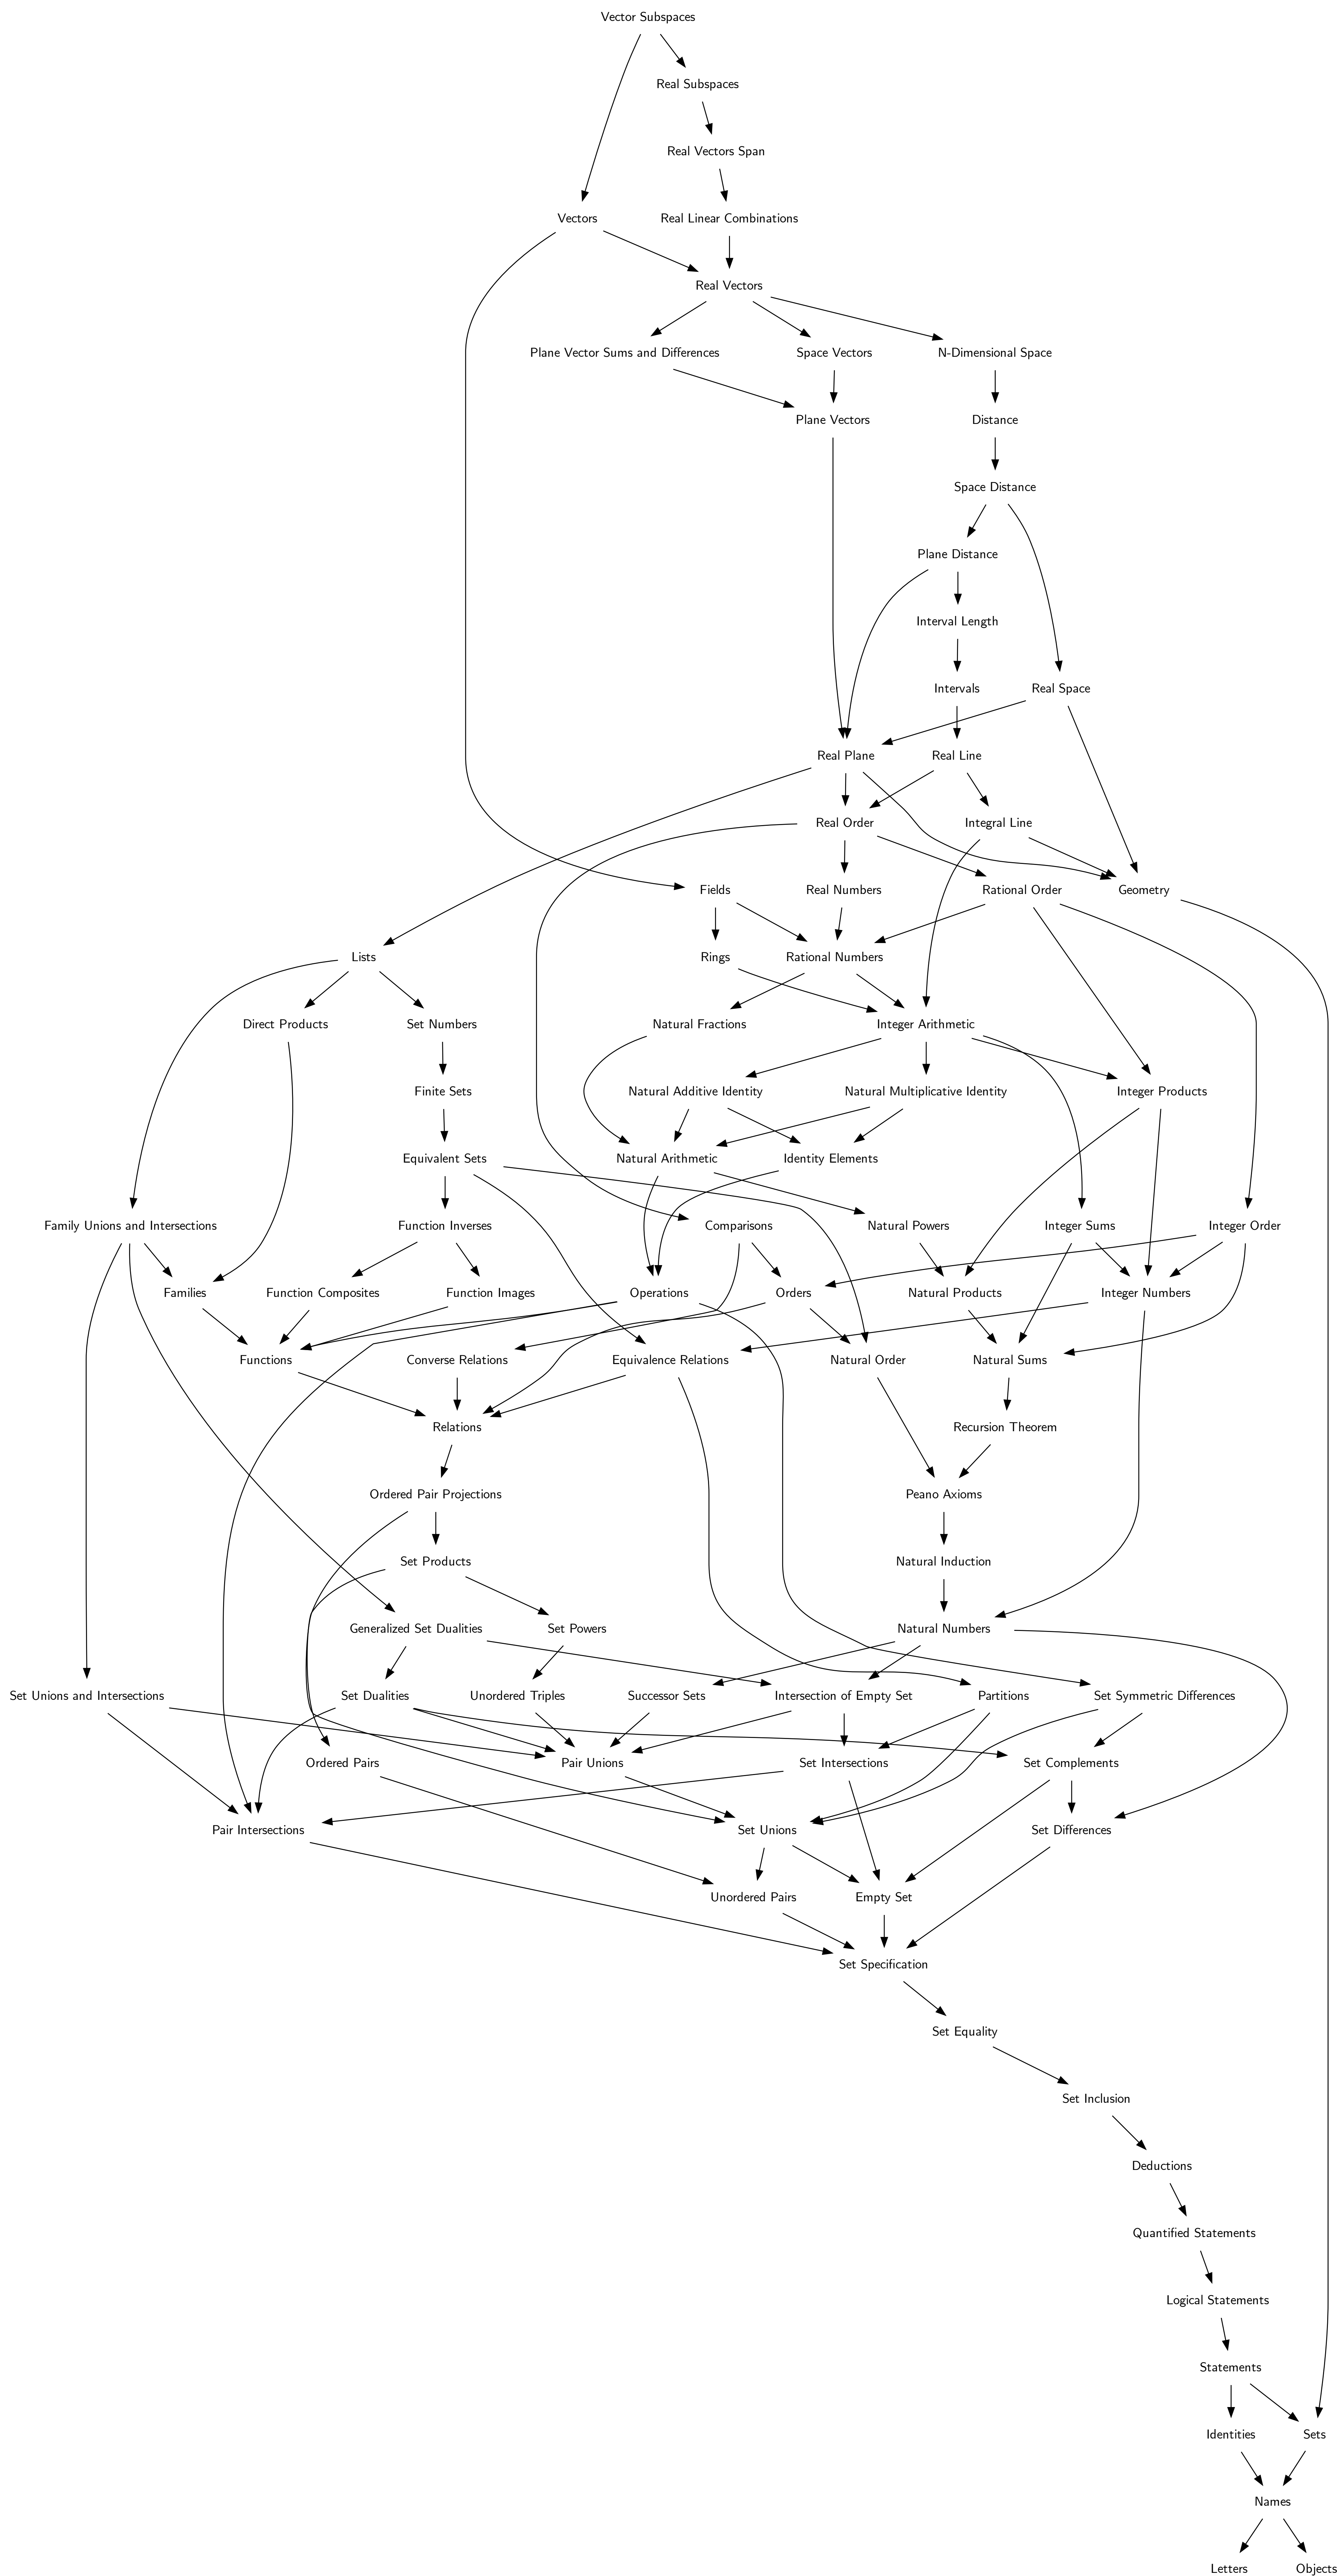 Vector Subspaces
Real Subspaces
Real Vectors Span
Vectors
Real Linear Combinations
Real Vectors
Plane Vector Sums and Differences
Space Vectors
N-Dimensional Space
Plane Vectors
Distance
Space Distance
Plane Distance
Interval Length
Intervals
Real Space
Real Plane
Real Line
Real Order
Integral Line
Fields
Real Numbers
Rational Order
Geometry
Lists
Rings
Rational Numbers
Direct Products
Set Numbers
Natural Fractions
Integer Arithmetic
Finite Sets
Natural Additive Identity
Natural Multiplicative Identity
Integer Products
Equivalent Sets
Natural Arithmetic
Identity Elements
Family Unions and Intersections
Function Inverses
Comparisons
Natural Powers
Integer Sums
Integer Order
Families
Function Composites
Function Images
Operations
Orders
Natural Products
Integer Numbers
Functions
Converse Relations
Equivalence Relations
Natural Order
Natural Sums
Relations
Recursion Theorem
Ordered Pair Projections
Peano Axioms
Set Products
Natural Induction
Generalized Set Dualities
Set Powers
Natural Numbers
Set Unions and Intersections
Set Dualities
Unordered Triples
Successor Sets
Intersection of Empty Set
Partitions
Set Symmetric Differences
Ordered Pairs
Pair Unions
Set Intersections
Set Complements
Pair Intersections
Set Unions
Set Differences
Unordered Pairs
Empty Set
Set Specification
Set Equality
Set Inclusion
Deductions
Quantified Statements
Logical Statements
Statements
Identities
Sets
Names
Letters
Objects